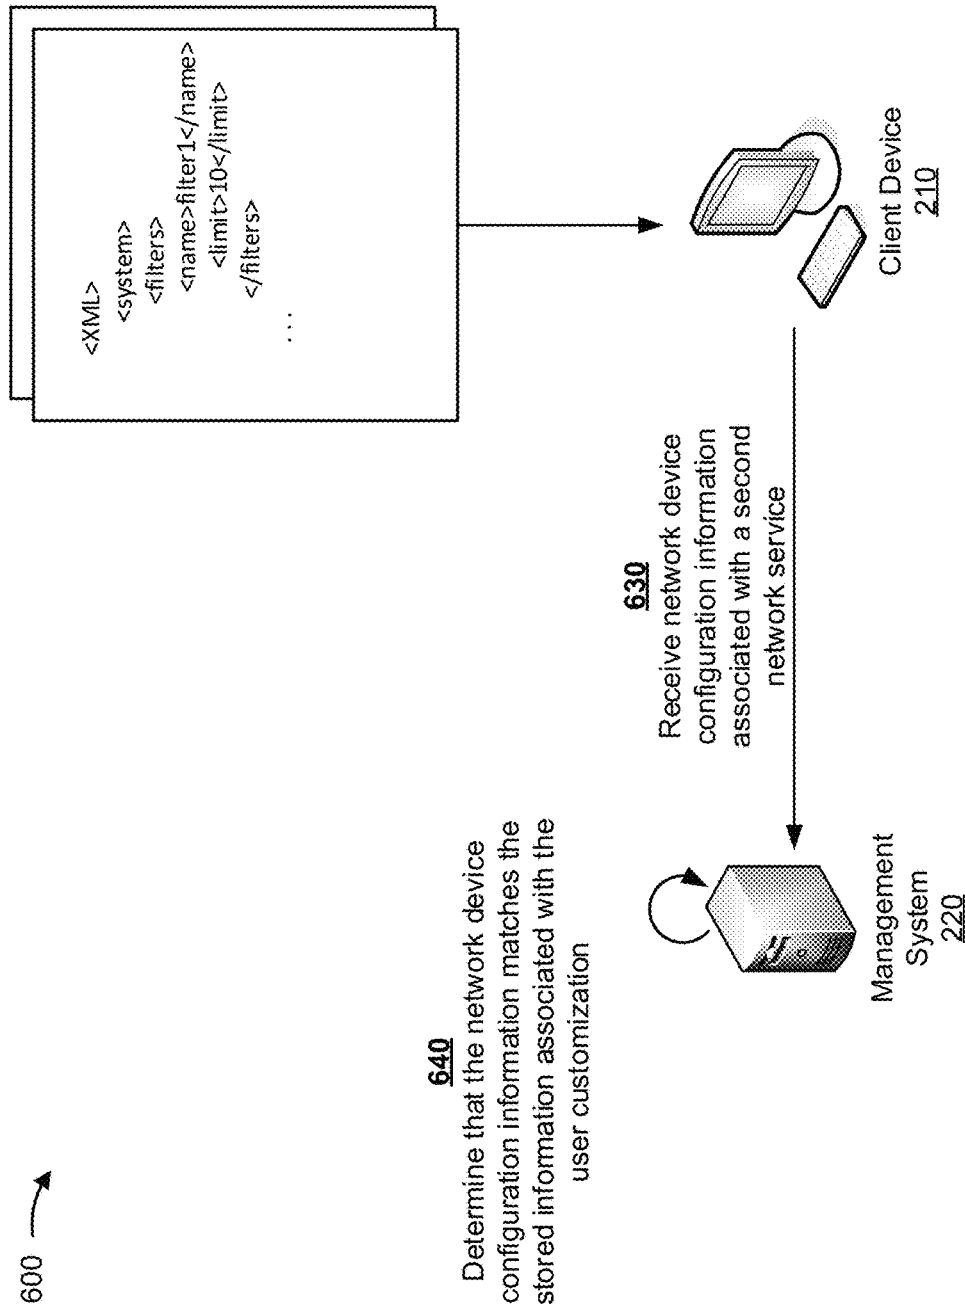 600
<XML>
<system>
<filters>
<name>filter1</name>
<limit>10</limit>
</filters>
. . .
640
Determine that the network device
configuration information matches the
stored information associated with the
user customization
630
Receive network device
configuration information
associated with a second
network service
Management
System
220
Client Device
210